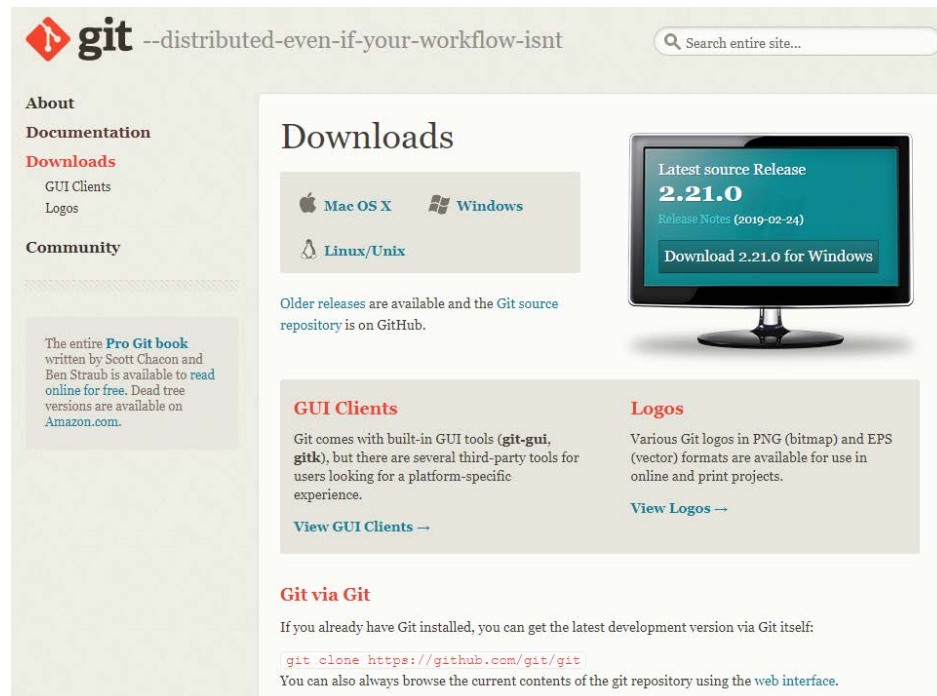 git --distributed-even-if-your-workflow-isnt
Search entire site...
About
Documentation
Downloads
GUI Clients
Logos
Community
The entire Pro Git book
written by Scott Chacon and
Ben Straub is available to read
online for free. Dead tree
versions are available on
Amazon.com.
Downloads
Mac OS X
Windows
Linux/Unix
Older releases are available and the Git source
repository is on GitHub.
Latest source Release
2.21.0
Release Notes (2019-02-24)
Download 2.21.0 for Windows
GUI Clients
Git comes with built-in GUI tools (git-gui,
gitk), but there are several third-party tools for
users looking for a platform-specific
experience.
View GUI Clients →
Logos
Various Git logos in PNG (bitmap) and EPS
(vector) formats are available for use in
online and print projects.
View Logos →
Git via Git
If you already have Git installed, you can get the latest development version via Git itself:
git clone https://github.com/git/git
You can also always browse the current contents of the git repository using the web interface.